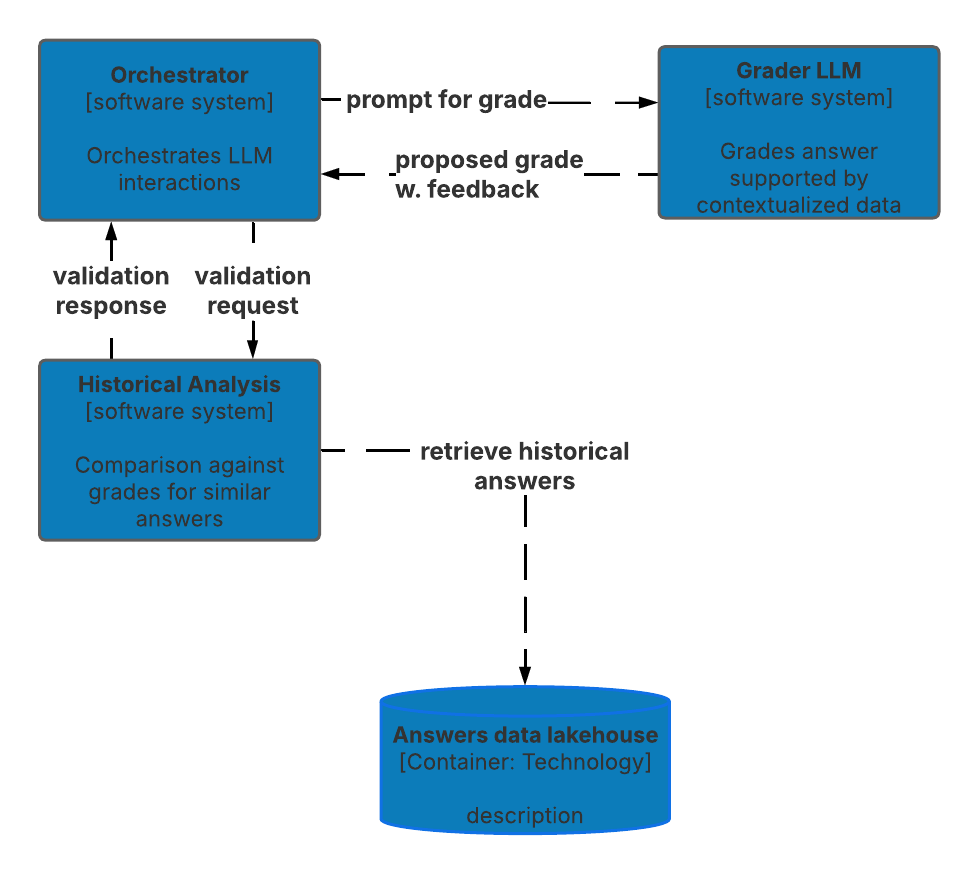 Orchestrator
[software system]
Orchestrates LLM
interactions
prompt for grade
proposed grade
w. feedback
Grader LLM
[software system]
Grades answer
supported by
contextualized data
validation
response
validation
request
Historical Analysis
[software system]
Comparison against
grades for similar
answers
retrieve historical
answers
Answers data lakehouse
[Container: Technology]
description